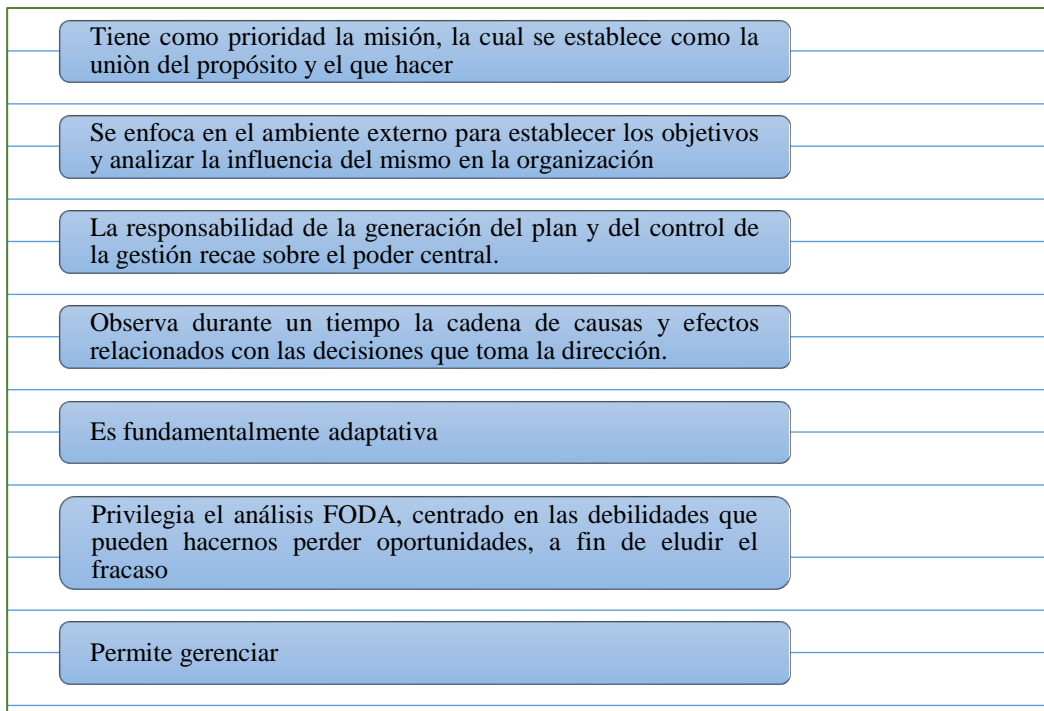 Tiene como prioridad la misión, la cual se establece como la
uniòn del propósito y el que hacer
Se enfoca en el ambiente externo para establecer los objetivos
y analizar la influencia del mismo en la organización
La responsabilidad de la generación del plan y del control de
la gestión recae sobre el poder central.
Observa durante un tiempo la cadena de causas y efectos
relacionados con las decisiones que toma la dirección.
Es fundamentalmente adaptativa
Privilegia el análisis FODA, centrado en las debilidades que
pueden hacernos perder oportunidades, a fin de eludir el
fracaso
Permite gerenciar